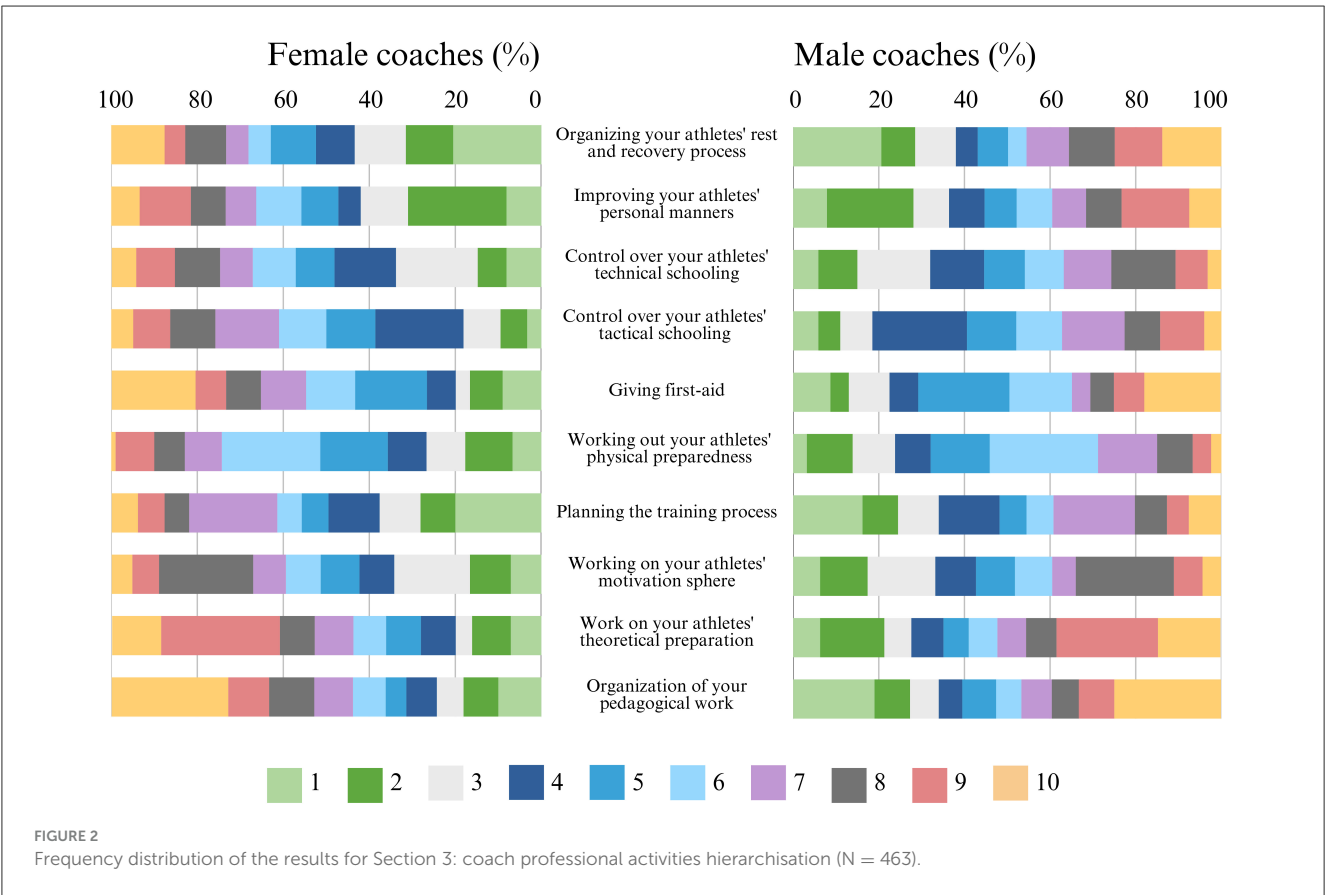 Female coaches (%)
Male coaches (%)
100 80 60 40 20 0
0 20 40 60 80 100
Organizing your athletes' rest
and recovery process
Improving your athletes'
personal manners
Control over your athletes'
technical schooling
Control over your athletes'
tactical schooling
Giving first-aid
Working out your athletes'
physical preparedness
Planning the training process
Working on your athletes'
motivation sphere
Work on your athletes'
theoretical preparation
Organization of your
pedagogical work
1 2 3 4 5 6 7 8 9 10
FIGURE 2
Frequency distribution of the results for Section 3: coach professional activities hierarchisation (N = 463).